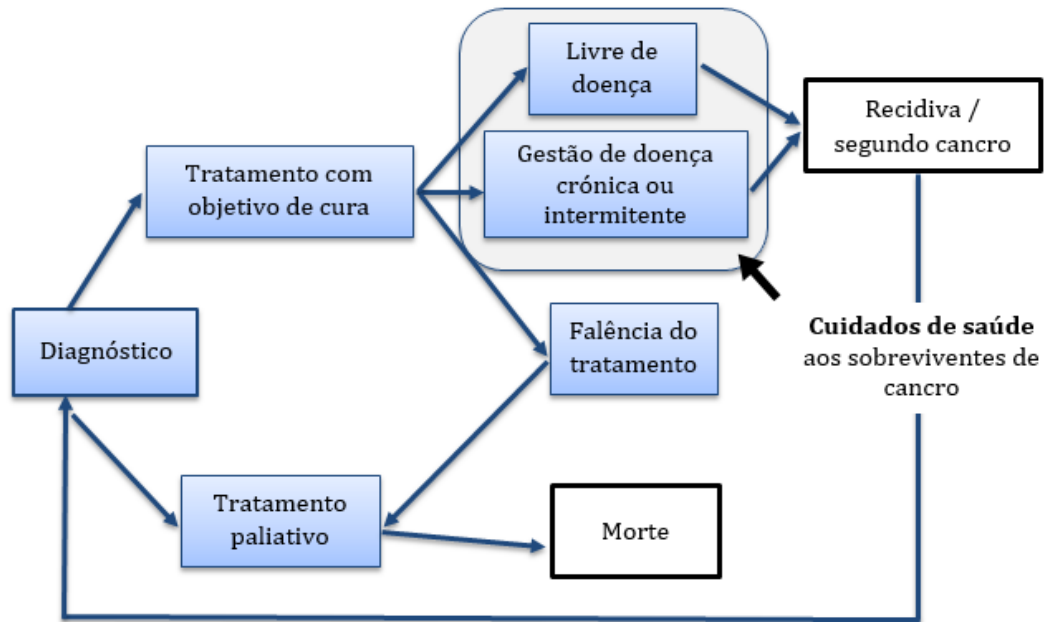 Livre de
doença
Recidiva /
segundo cancro
Gestão de doença
crónica ou
intermitente
Tratamento com
objetivo de cura
Diagnóstico
Falência do
tratamento
Cuidados de saúde
aos sobreviventes de
cancro
Tratamento
paliativo
Morte